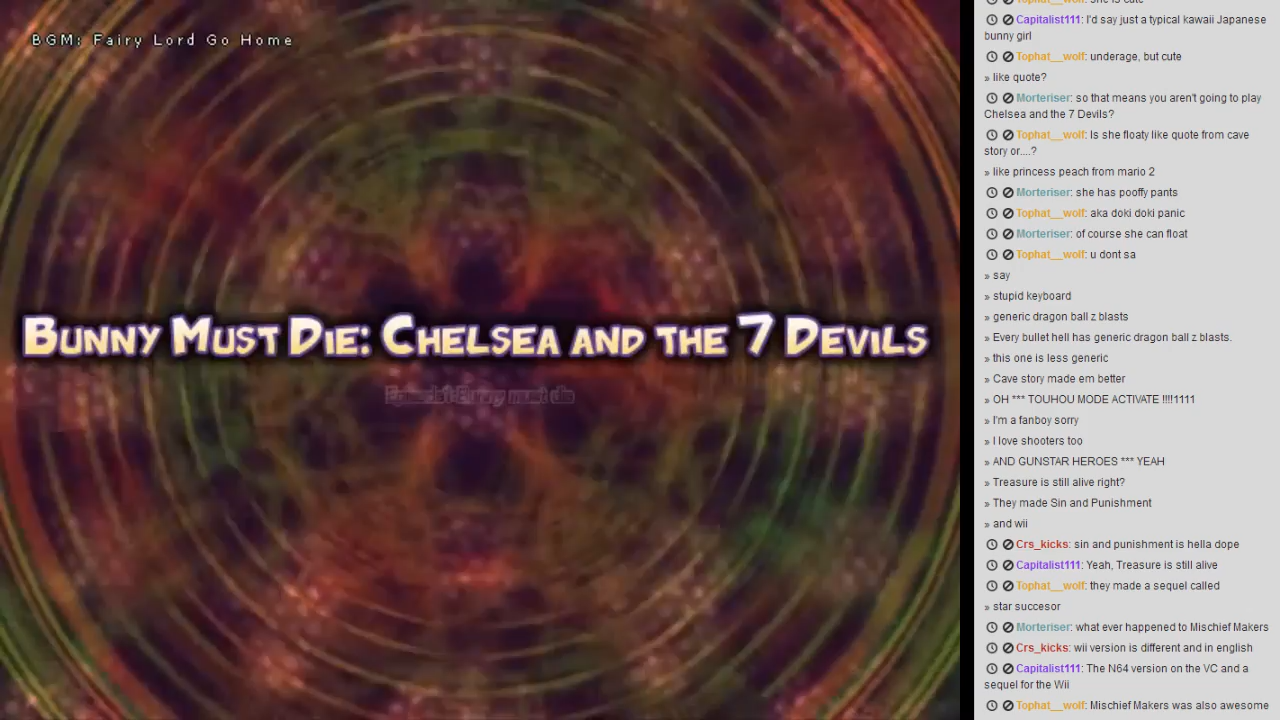 BGM: Fairy Lord Go Home
BUNNY MUST DIE: CHELSEA AND THE 7 DEVILS
Episode1:Bunny must die
Tophat__wolf: she is cute
Capitalist111: I'd say just a typical kawaii Japanese
bunny girl
Tophat__wolf: underage, but cute
» like quote?
Morteriser: so that means you aren't going to play
Chelsea and the 7 Devils?
Tophat__wolf: Is she floaty like quote from cave
story or....?
» like princess peach from mario 2
Morteriser: she has pooffy pants
Tophat__wolf: aka doki doki panic
Morteriser: of course she can float
Tophat__wolf: u dont sa
» say
» stupid keyboard
» generic dragon ball z blasts
» Every bullet hell has generic dragon ball z blasts.
» this one is less generic
» Cave story made em better
» OH *** TOUHOU MODE ACTIVATE !!!!1111
» I'm a fanboy sorry
» I love shooters too
» AND GUNSTAR HEROES *** YEAH
» Treasure is still alive right?
» They made Sin and Punishment
» and wii
Crs_kicks: sin and punishment is hella dope
Capitalist111: Yeah, Treasure is still alive
Tophat__wolf: they made a sequel called
» star succesor
Morteriser: what ever happened to Mischief Makers
Crs_kicks: wii version is different and in english
Capitalist111: The N64 version on the VC and a
sequel for the Wii
Tophat__wolf: Mischief Makers was also awesome